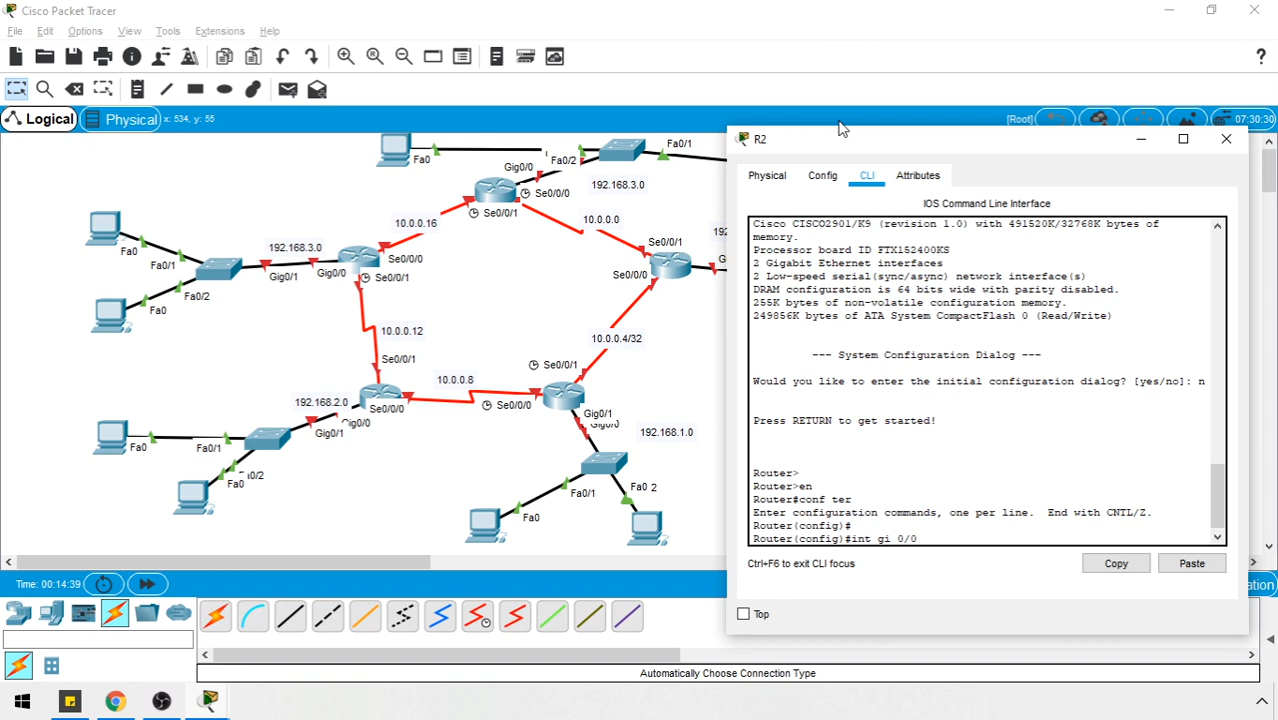 Cisco Packet Tracer
File Edit Options View Tools Extensions Help
?
Logical Physical x: 534, y: 55 [Root] 07:30:30
Fa0
Gig0/0
Fa0/2
Fa0/1
Se0/0/0
192.168.3.0
Se0/0/1
10.0.0.16
10.0.0.0
Fa0
Fa0/1
192.168.3.0
Gig0/1
Gig0/0
Se0/0/0
Se0/0/1
Se0/0/1
Se0/0/0
Fa0/2
Fa0
10.0.0.12
10.0.0.4/32
Se0/0/1
Se0/0/1
10.0.0.8
192.168.2.0
Se0/0/0
Se0/0/0
Gig0/1
Gig0/1
192.168.1.0
Fa0
Fa0/1
Fa0
Fa0/1
Fa0 2
Fa0
R2
Physical Config CLI Attributes
IOS Command Line Interface
Cisco CISCO2901/K9 (revision 1.0) with 491520K/32768K bytes of
memory.
Processor board ID FTX152400KS
2 Gigabit Ethernet interfaces
2 Low-speed serial(sync/async) network interface(s)
DRAM configuration is 64 bits wide with parity disabled.
255K bytes of non-volatile configuration memory.
249856K bytes of ATA System CompactFlash 0 (Read/Write)
--- System Configuration Dialog ---
Would you like to enter the initial configuration dialog? [yes/no]: n
Press RETURN to get started!
Router>
Router>en
Router#conf ter
Enter configuration commands, one per line. End with CNTL/Z.
Router(config)#
Router(config)#int gi 0/0
Ctrl+F6 to exit CLI focus
Copy
Paste
Top
Time: 00:14:39
Automatically Choose Connection Type